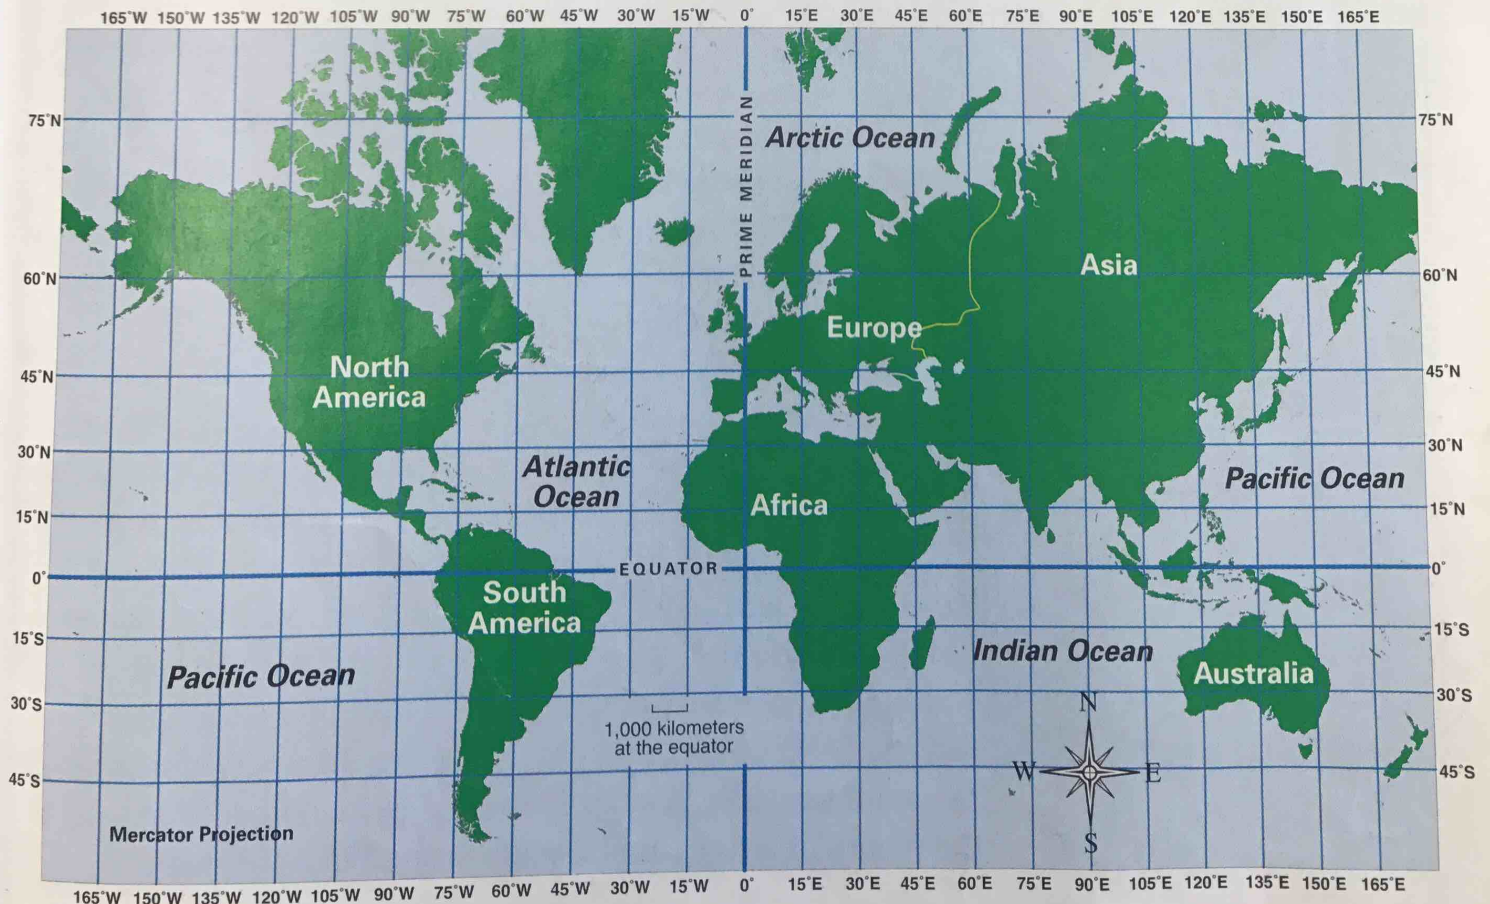 165°W 150°W 135°W 120°W 105°W 90°W 75°W 60°W 45°W 30°W 15°W 0° 15°E 30°E 45°E 60°E 75°E 90°E 105°E 120°E 135°E 150°E 165°E
75°N
75°N
PRIME MERIDIAN
Arctic Ocean
60°N
Asia
60°N
Europe
45°N
North
America
45°N
30°N
30°N
Atlantic
Ocean
Pacific Ocean
15°N
Africa
15°N
0°
EQUATOR
0°
South
America
15°S
15°S
Indian Ocean
Pacific Ocean
Australia
30°S
30°S
1,000 kilometers
at the equator
N
W
E
S
45°S
45°S
Mercator Projection
165°W 150°W 135°W 120°W 105°W 90°W 75°W 60°W 45°W 30°W 15°W 0° 15°E 30°E 45°E 60°E 75°E 90°E 105°E 120°E 135°E 150°E 165°E